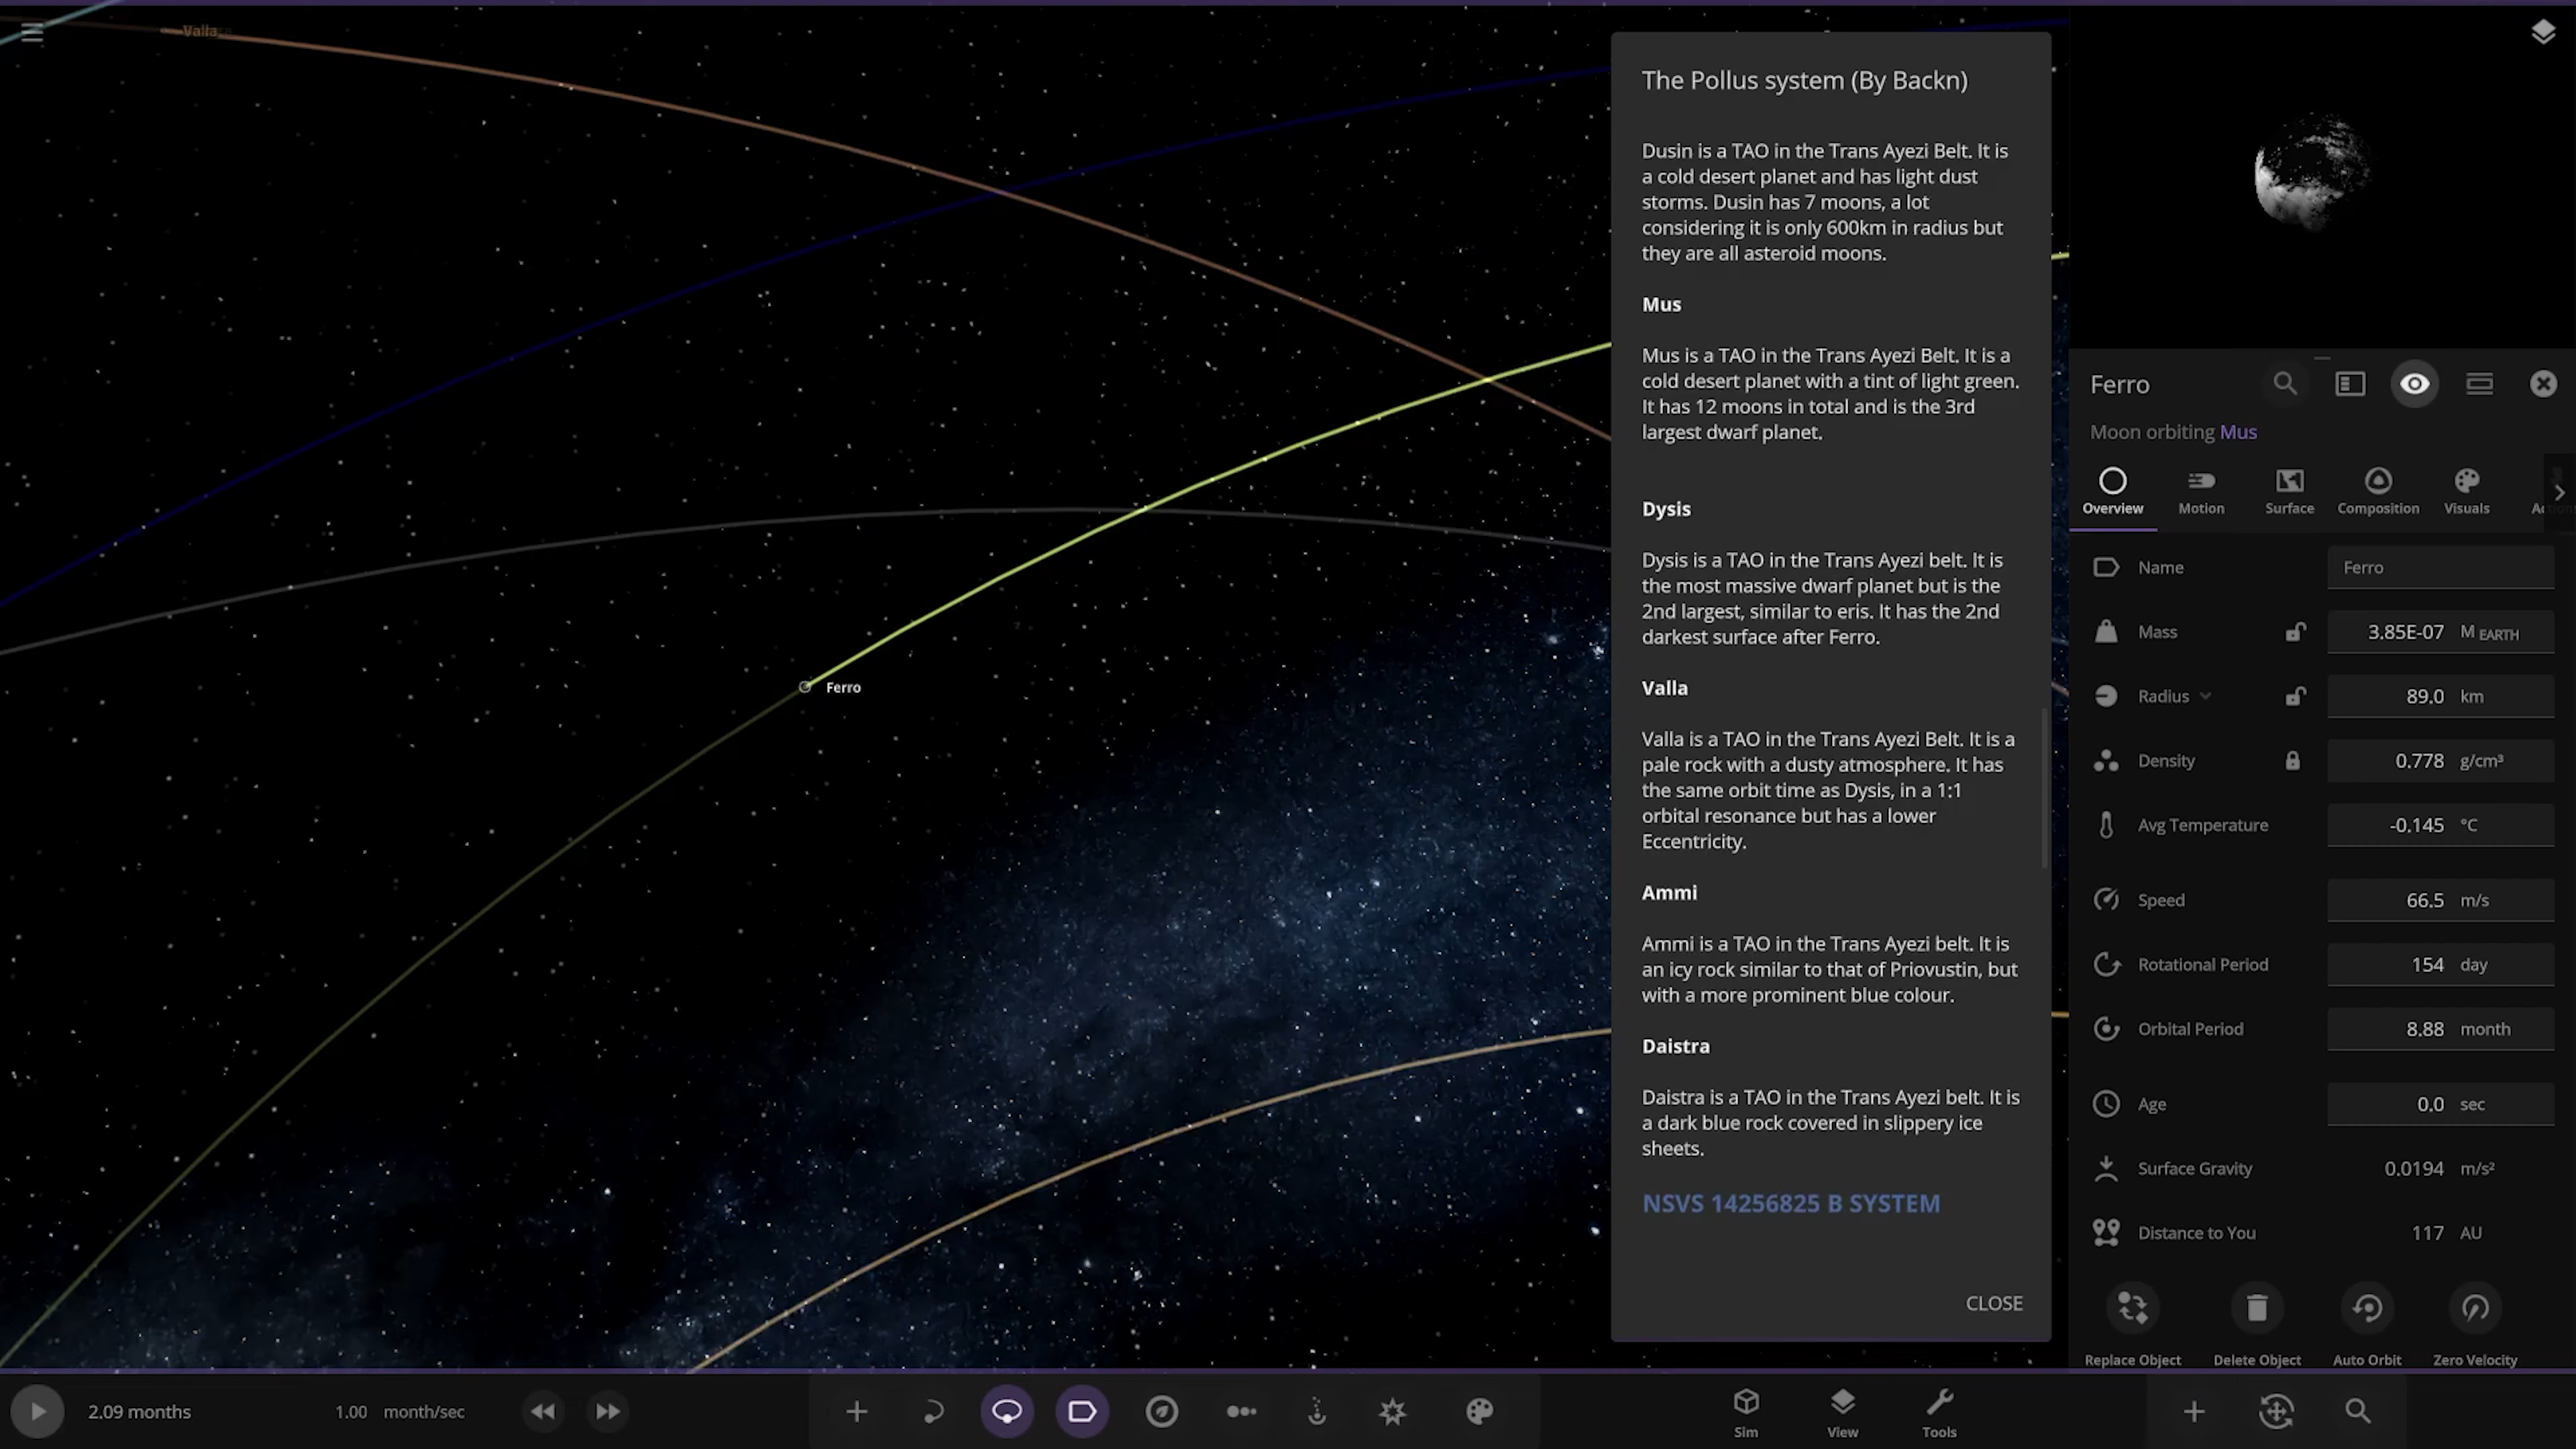 Valla
Ferro
The Pollus system (By Backn)
Dusin is a TAO in the Trans Ayezi Belt. It is
a cold desert planet and has light dust
storms. Dusin has 7 moons, a lot
considering it is only 600km in radius but
they are all asteroid moons.
Mus
Mus is a TAO in the Trans Ayezi Belt. It is a
cold desert planet with a tint of light green.
It has 12 moons in total and is the 3rd
largest dwarf planet.
Dysis
Dysis is a TAO in the Trans Ayezi belt. It is
the most massive dwarf planet but is the
2nd largest, similar to eris. It has the 2nd
darkest surface after Ferro.
Valla
Valla is a TAO in the Trans Ayezi Belt. It is a
pale rock with a dusty atmosphere. It has
the same orbit time as Dysis, in a 1:1
orbital resonance but has a lower
Eccentricity.
Ammi
Ammi is a TAO in the Trans Ayezi belt. It is
an icy rock similar to that of Priovustin, but
with a more prominent blue colour.
Daistra
Daistra is a TAO in the Trans Ayezi belt. It is
a dark blue rock covered in slippery ice
sheets.
NSVS 14256825 B SYSTEM
CLOSE
Ferro
Moon orbiting Mus
Overview Motion Surface Composition Visuals
Name Ferro
Mass 3.85E-07 M EARTH
Radius 89.0 km
Density 0.778 g/cm³
Avg Temperature -0.145 °C
Speed 66.5 m/s
Rotational Period 154 day
Orbital Period 8.88 month
Age 0.0 sec
Surface Gravity 0.0194 m/s²
Distance to You 117 AU
Replace Object Delete Object Auto Orbit Zero Velocity
2.09 months 1.00 month/sec
Sim View Tools